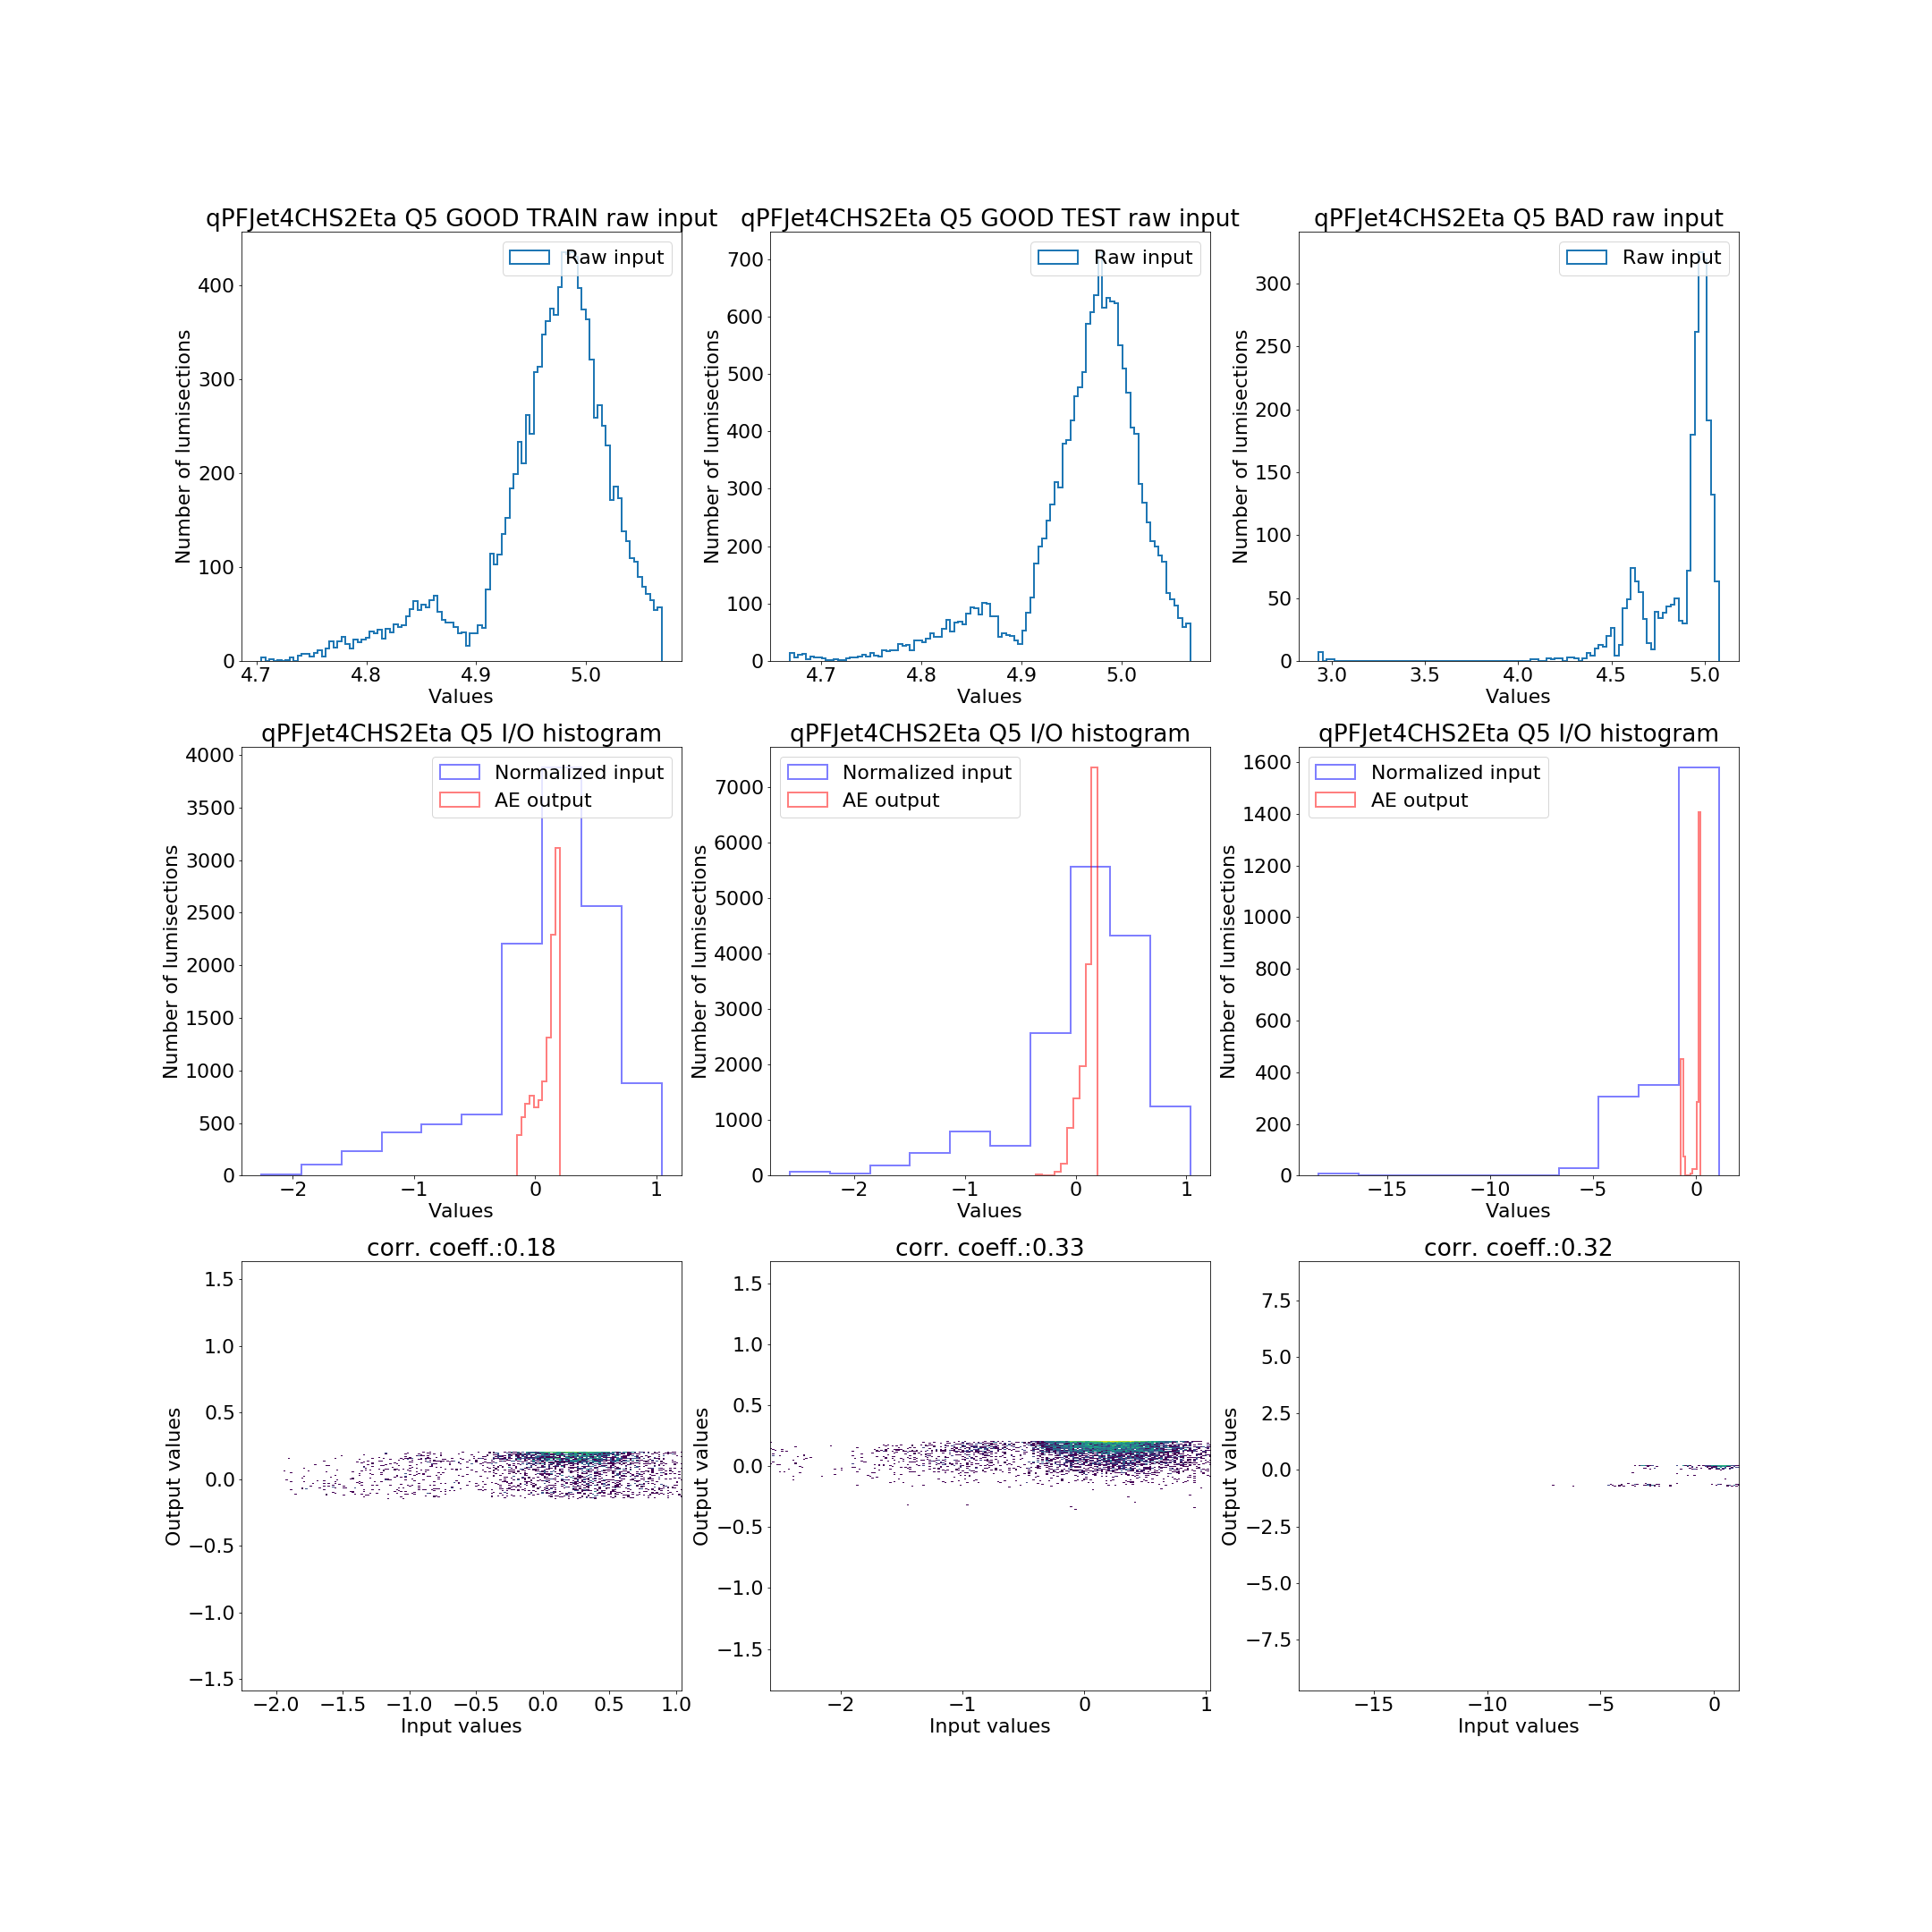 qPFJet4CHS2Eta Q5 GOOD TRAIN raw input
Raw input
400
300
200
100
0
Number of lumisections
4.7 4.8 4.9 5.0
Values
qPFJet4CHS2Eta Q5 GOOD TEST raw input
Raw input
700
600
500
400
300
200
100
0
Number of lumisections
4.7 4.8 4.9 5.0
Values
qPFJet4CHS2Eta Q5 BAD raw input
Raw input
300
250
200
150
100
50
0
Number of lumisections
3.0 3.5 4.0 4.5 5.0
Values
qPFJet4CHS2Eta Q5 I/O histogram
Normalized input
AE output
4000
3500
3000
2500
2000
1500
1000
500
0
Number of lumisections
−2 −1 0 1
Values
qPFJet4CHS2Eta Q5 I/O histogram
Normalized input
AE output
7000
6000
5000
4000
3000
2000
1000
0
Number of lumisections
−2 −1 0 1
Values
qPFJet4CHS2Eta Q5 I/O histogram
Normalized input
AE output
1600
1400
1200
1000
800
600
400
200
0
Number of lumisections
−15 −10 −5 0
Values
corr. coeff.:0.18
1.5
1.0
0.5
0.0
−0.5
−1.0
−1.5
Output values
−2.0 −1.5 −1.0 −0.5 0.0 0.5 1.0
Input values
corr. coeff.:0.33
1.5
1.0
0.5
0.0
−0.5
−1.0
−1.5
Output values
−2 −1 0 1
Input values
corr. coeff.:0.32
7.5
5.0
2.5
0.0
−2.5
−5.0
−7.5
Output values
−15 −10 −5 0
Input values